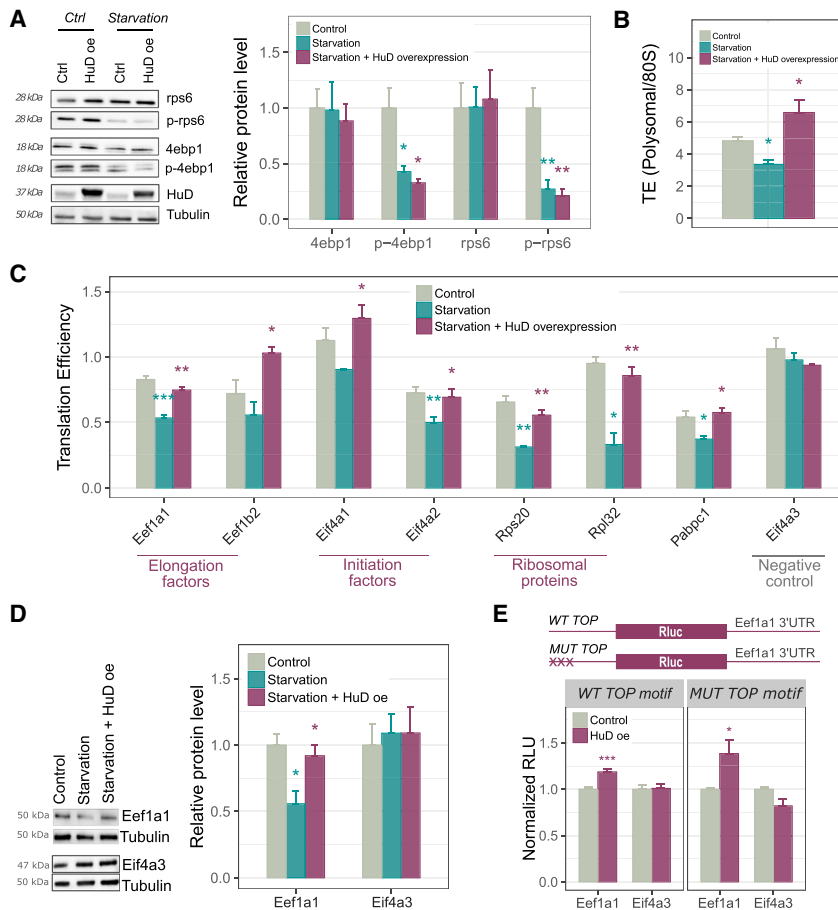 A
Ctrl Starvation
Ctrl
HuD oe
Ctrl
HuD oe
28 kDa rps6
28 kDa p-rps6
18 kDa 4ebp1
18 kDa p-4ebp1
37 kDa HuD
50 kDa Tubulin
Relative protein level
1.5
1.0
0.5
0.0
Control
Starvation
Starvation + HuD overexpression
* * ** **
4ebp1 p−4ebp1 rps6 p−rps6
B
TE (Polysomal/80S)
10
8
6
4
2
0
Control
Starvation
Starvation + HuD overexpression
* *
C
Translation Efficiency
1.5
1.0
0.5
0.0
Control
Starvation
Starvation + HuD overexpression
*** ** * * ** * ** ** * ** * *
Eef1a1 Eef1b2 Eif4a1 Eif4a2 Rps20 Rpl32 Pabpc1 Eif4a3
Elongation factors
Initiation factors
Ribosomal proteins
Negative control
D
Control
Starvation
Starvation + HuD oe
50 kDa Eef1a1
50 kDa Tubulin
47 kDa Eif4a3
50 kDa Tubulin
Relative protein level
1.5
1.0
0.5
0.0
Control
Starvation
Starvation + HuD oe
* *
Eef1a1 Eif4a3
E
WT TOP Rluc Eef1a1 3'UTR
MUT TOP
XXX Rluc Eef1a1 3'UTR
WT TOP motif MUT TOP motif
Normalized RLU
1.5
1.0
0.5
0.0
Control
HuD oe
*** *
Eef1a1 Eif4a3 Eef1a1 Eif4a3